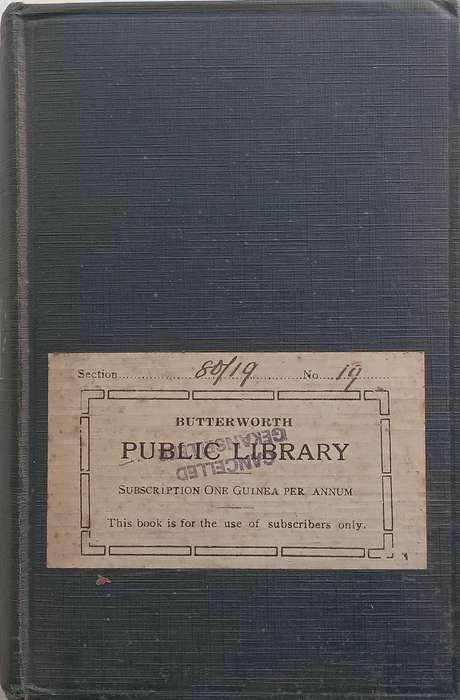 Section 80/19 No. 19
BUTTERWORTH
PUBLIC LIBRARY
CANCELLED
GEKANSELLEER
SUBSCRIPTION ONE GUINEA PER ANNUM
This book is for the use of subscribers only.